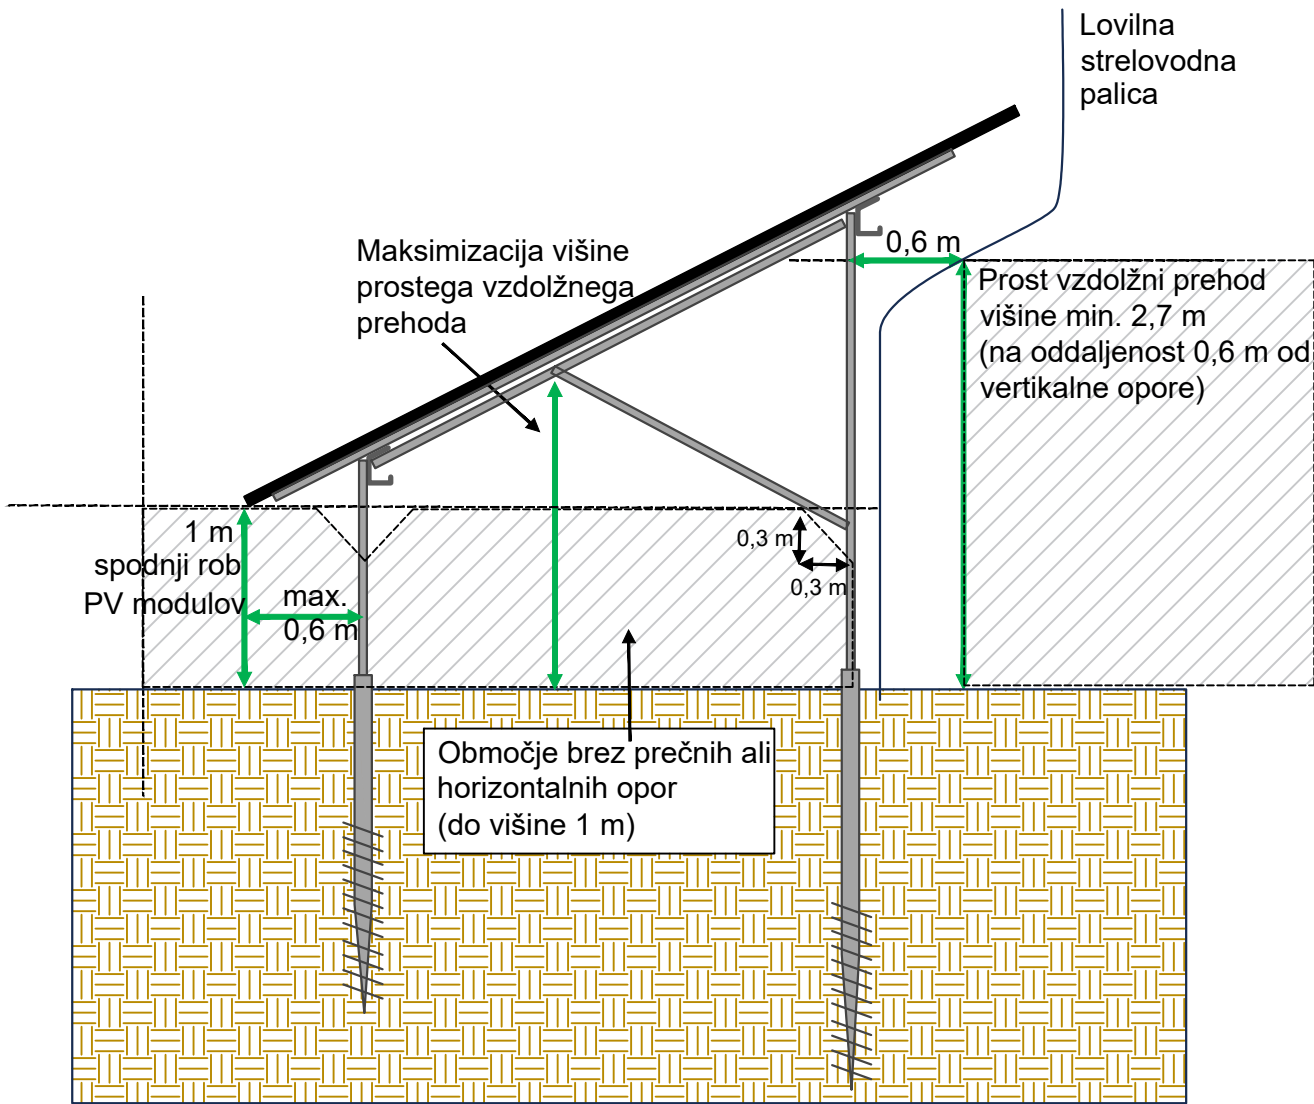 Lovilna
strelovodna
palica
Maksimizacija višine
prostega vzdolžnega
prehoda
0,6 m
Prost vzdolžni prehod
višine min. 2,7 m
(na oddaljenost 0,6 m od
vertikalne opore)
1 m
spodnji rob
PV modulov
max.
0,6 m
0,3 m
0,3 m
Območje brez prečnih ali
horizontalnih opor
(do višine 1 m)